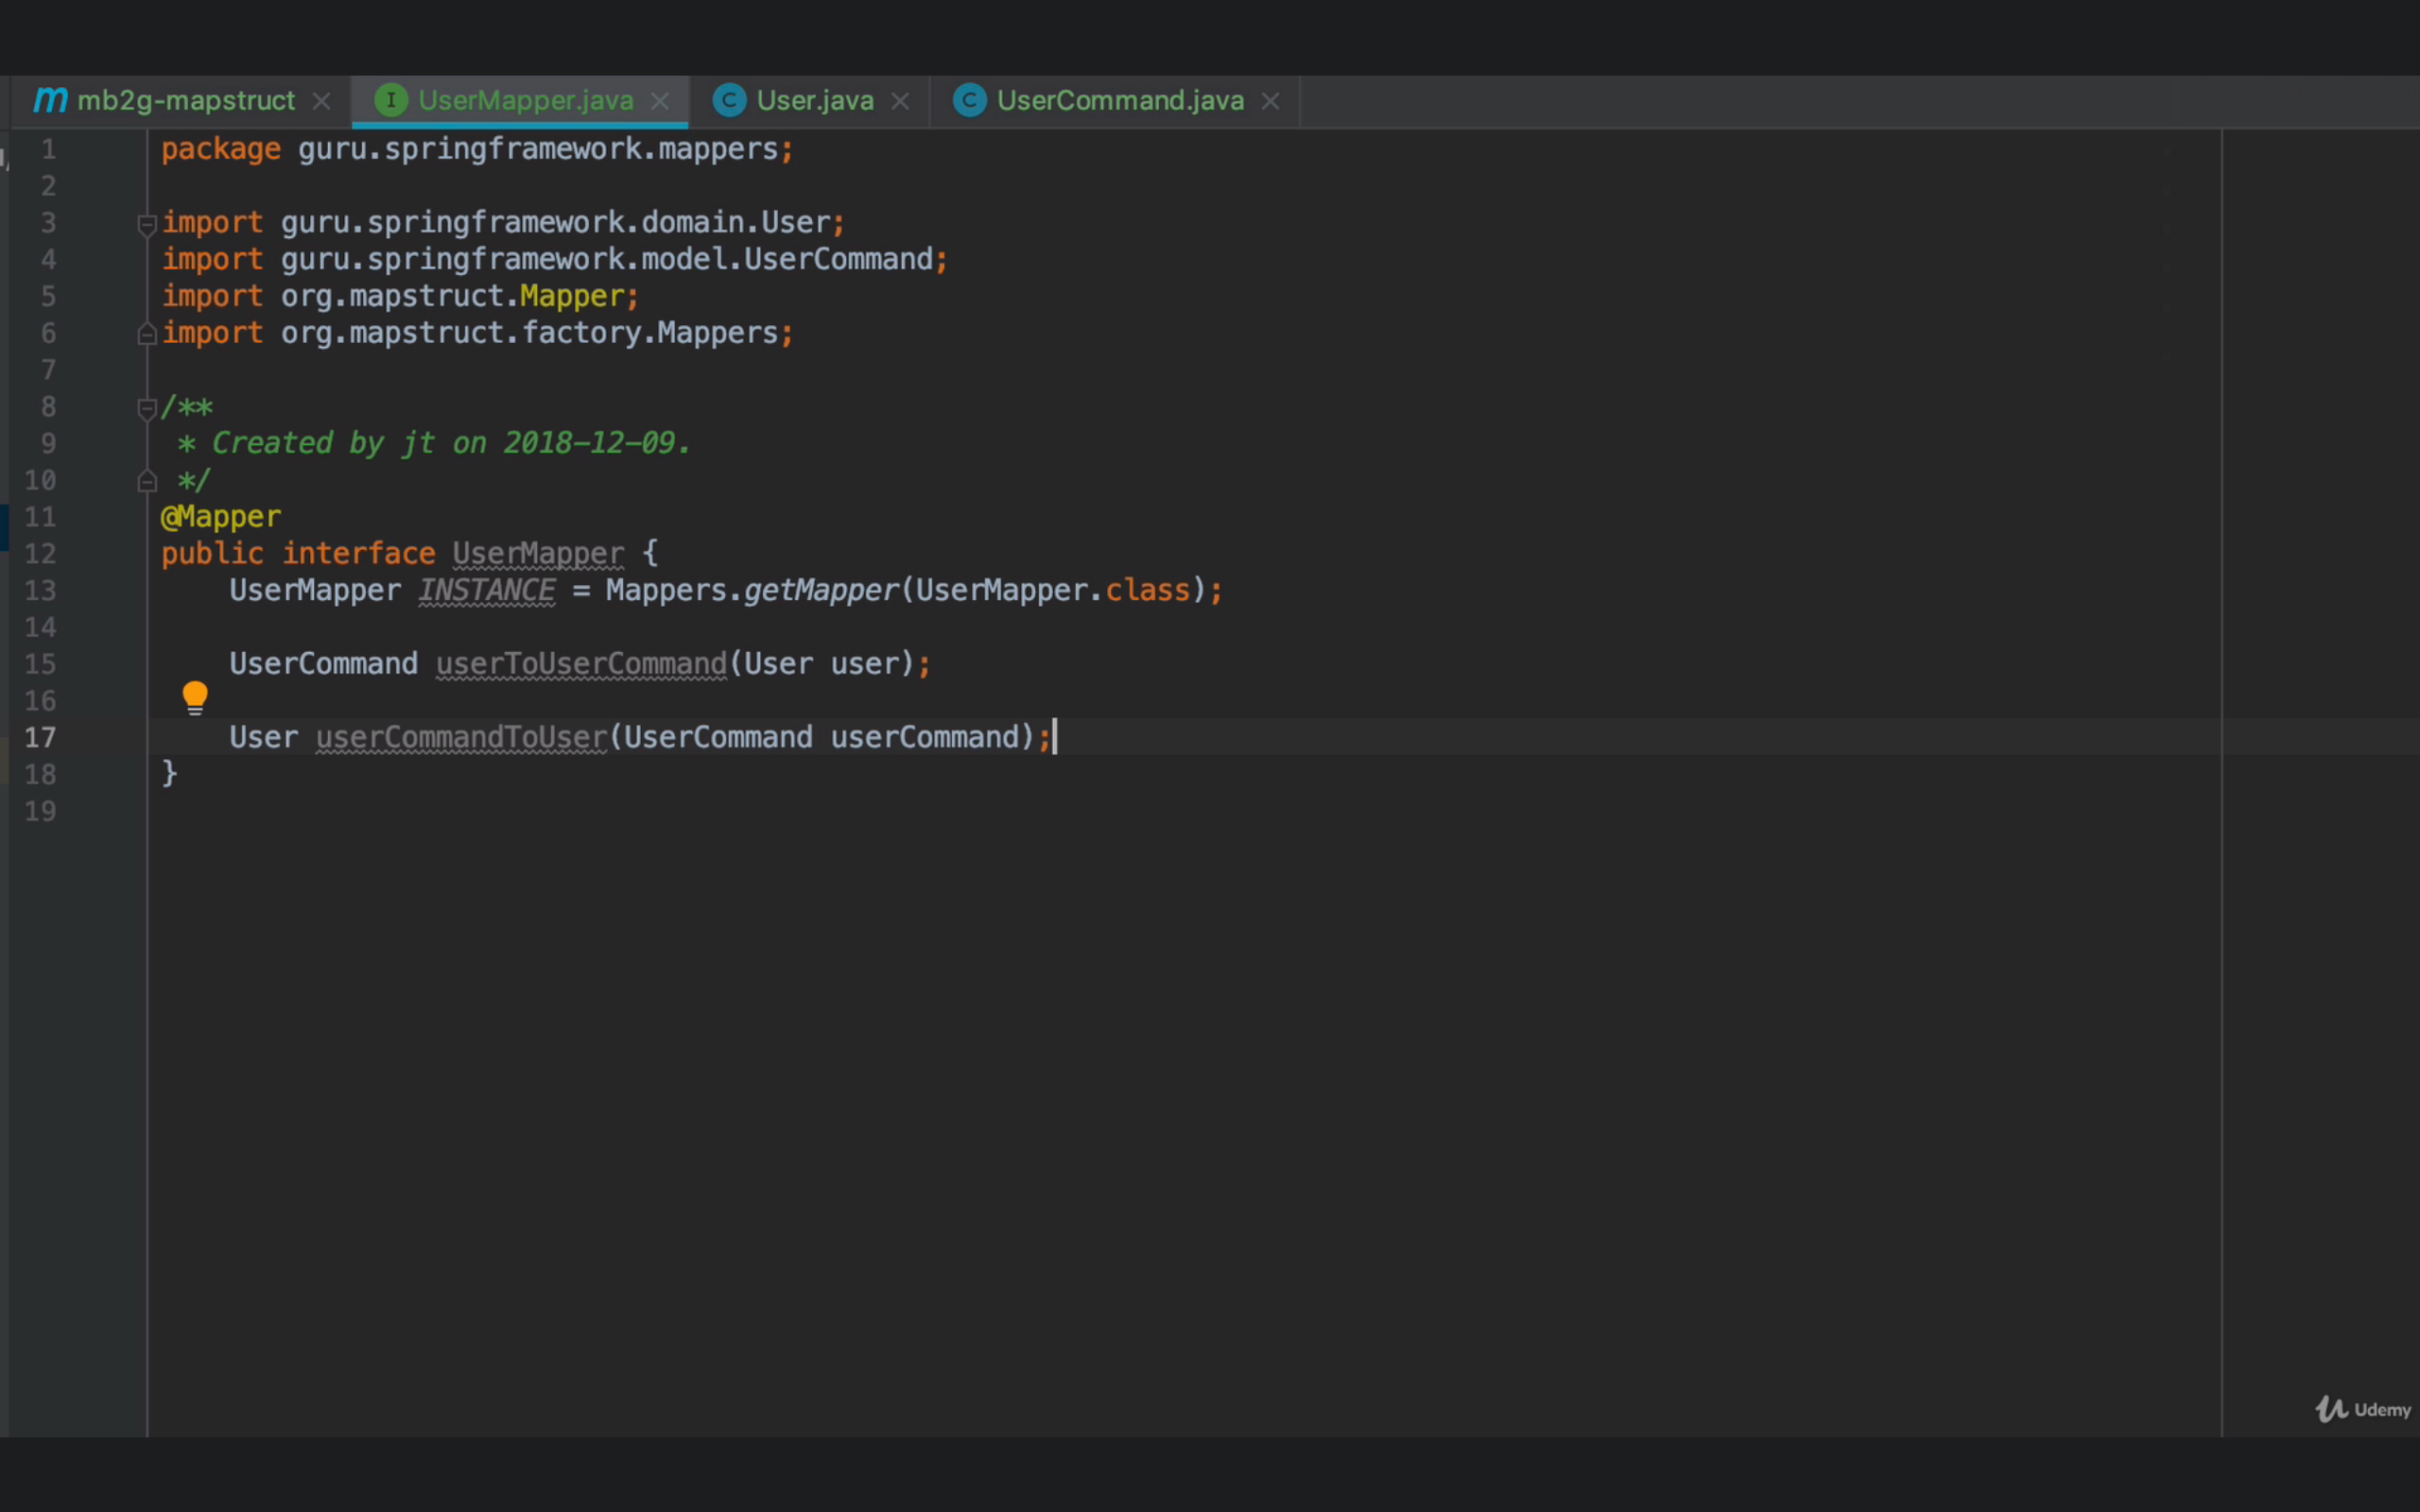 mb2g-mapstruct UserMapper.java User.java UserCommand.java
1 package guru.springframework.mappers;
2
3 import guru.springframework.domain.User;
4 import guru.springframework.model.UserCommand;
5 import org.mapstruct.Mapper;
6 import org.mapstruct.factory.Mappers;
7
8 /**
9 * Created by jt on 2018-12-09.
10 */
11 @Mapper
12 public interface UserMapper {
13 UserMapper INSTANCE = Mappers.getMapper(UserMapper.class);
14
15 UserCommand userToUserCommand(User user);
16
17 User userCommandToUser(UserCommand userCommand);
18 }
19
Udemy